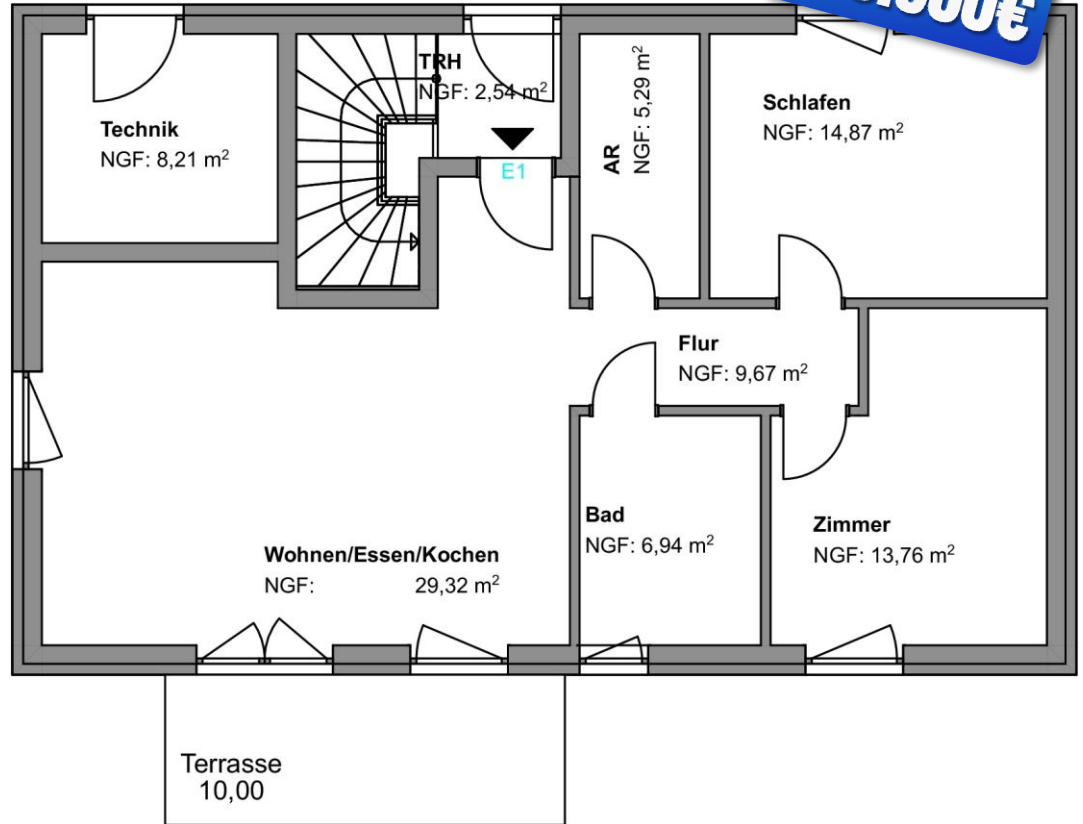 TRH
NGF: 2,54 m²
Technik
NGF: 8,21 m²
E1
AR
NGF: 5,29 m²
Schlafen
NGF: 14,87 m²
Flur
NGF: 9,67 m²
Bad
NGF: 6,94 m²
Zimmer
NGF: 13,76 m²
Wohnen/Essen/Kochen
NGF: 29,32 m²
Terrasse
10,00